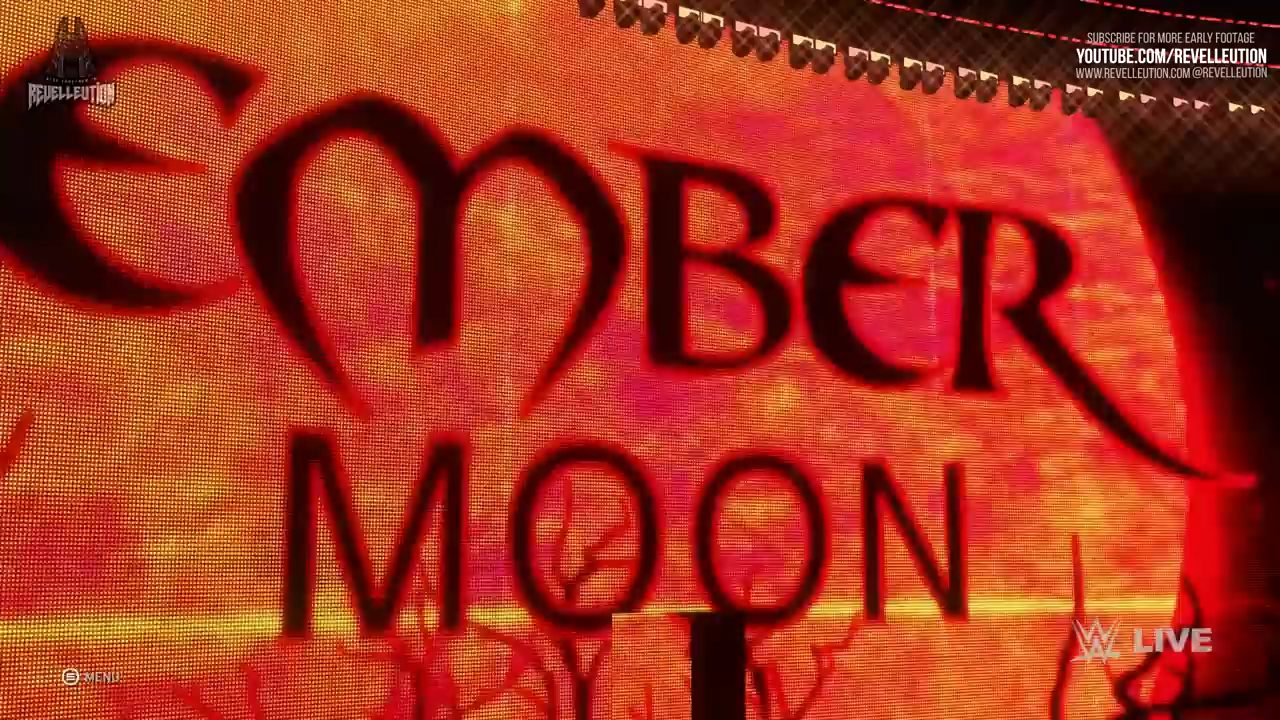 REVELLEUTION
SUBSCRIBE FOR MORE EARLY FOOTAGE
YOUTUBE.COM/REVELLEUTION
WWW.REVELLEUTION.COM @REVELLEUTION
EMBER
MOON
W LIVE
MENU